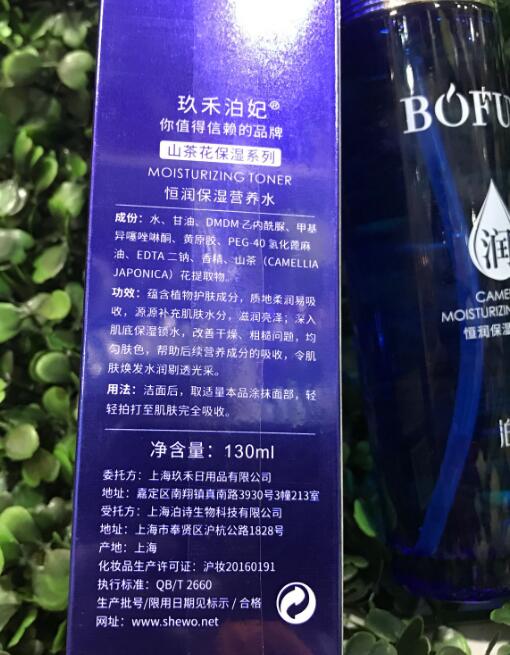 玖禾泊妃®
你值得信赖的品牌
山茶花保湿系列
MOISTURIZING TONER
恒润保湿营养水
成份：水、甘油、DMDM 乙内酰脲、甲基
异噻唑啉酮、黄原胶、PEG-40 氢化蓖麻
油、EDTA 二钠、香精、山茶（CAMELLIA
JAPONICA）花提取物。
功效：蕴含植物护肤成分，质地柔润易吸
收，源源补充肌肤水分，滋润亮泽；深入
肌底保湿锁水，改善干燥、粗糙问题，均
匀肤色，帮助后续营养成分的吸收，令肌
肤焕发水润剔透光采。
用法：洁面后，取适量本品涂抹面部，轻
轻拍打至肌肤完全吸收。
净含量：130ml
委托方：上海玖禾日用品有限公司
地址：嘉定区南翔镇真南路3930号3幢213室
受托方：上海泊诗生物科技有限公司
地址：上海市奉贤区沪杭公路1828号
产地：上海
化妆品生产许可证：沪妆20160191
执行标准：QB/T 2660
生产批号/限用日期见标示 / 合格
网址：www.shewo.net
BOFU
润
CAME
MOISTURIZING
恒润保湿
泊